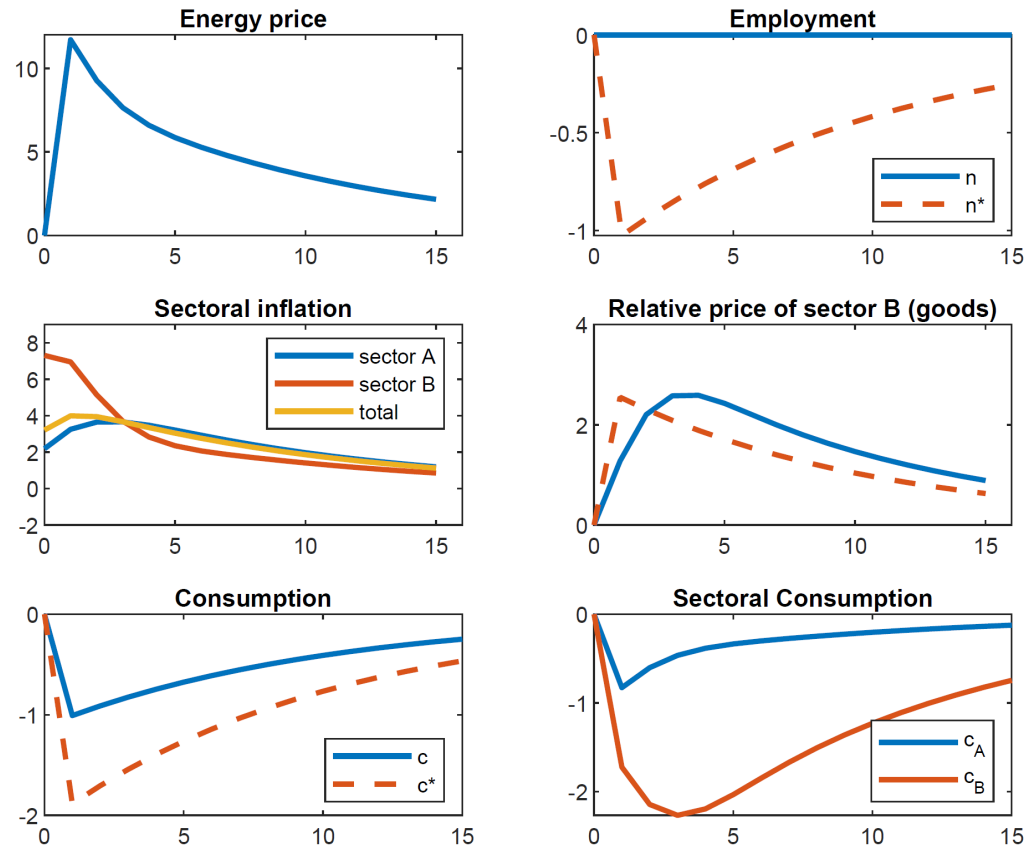 Energy price
10
5
0
0 5 10 15
Employment
0
-0.5
-1
n
n*
0 5 10 15
Sectoral inflation
8
6
4
2
0
-2
sector A
sector B
total
0 5 10 15
Relative price of sector B (goods)
4
2
0
0 5 10 15
Consumption
0
-1
-2
c
c*
0 5 10 15
Sectoral Consumption
0
-1
-2
c_A
c_B
0 5 10 15